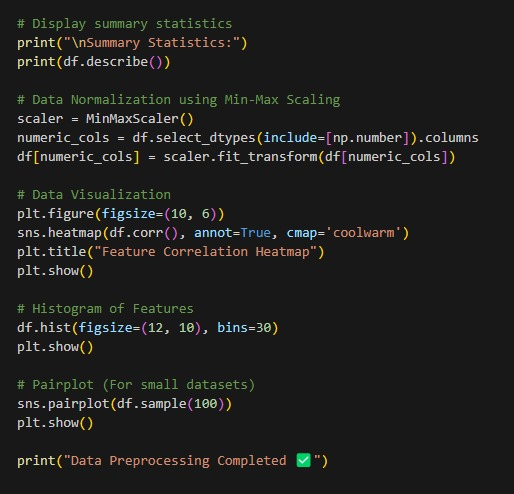 # Display summary statistics
print("\nSummary Statistics:")
print(df.describe())
# Data Normalization using Min-Max Scaling
scaler = MinMaxScaler()
numeric_cols = df.select_dtypes(include=[np.number]).columns
df[numeric_cols] = scaler.fit_transform(df[numeric_cols])
# Data Visualization
plt.figure(figsize=(10, 6))
sns.heatmap(df.corr(), annot=True, cmap='coolwarm')
plt.title("Feature Correlation Heatmap")
plt.show()
# Histogram of Features
df.hist(figsize=(12, 10), bins=30)
plt.show()
# Pairplot (For small datasets)
sns.pairplot(df.sample(100))
plt.show()
print("Data Preprocessing Completed ✅")